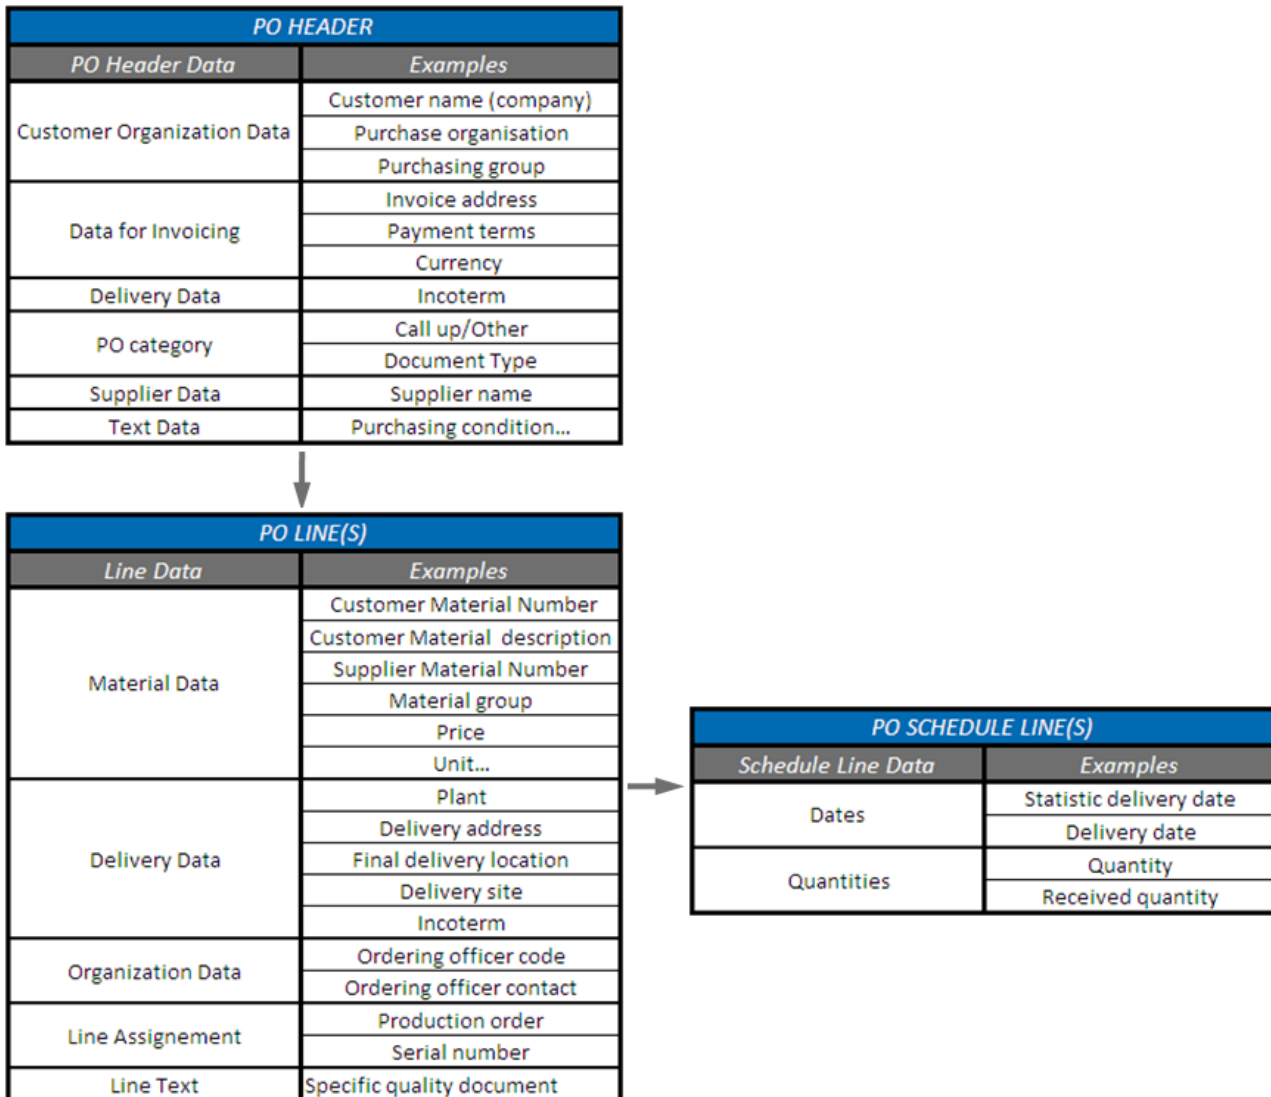 PO HEADER
PO Header Data Examples
Customer Organization Data
Customer name (company)
Purchase organisation
Purchasing group
Data for Invoicing
Invoice address
Payment terms
Currency
Delivery Data Incoterm
PO category
Call up/Other
Document Type
Supplier Data Supplier name
Text Data Purchasing condition...
PO LINE(S)
Line Data Examples
Material Data
Customer Material Number
Customer Material description
Supplier Material Number
Material group
Price
Unit...
Delivery Data
Plant
Delivery address
Final delivery location
Delivery site
Incoterm
Organization Data
Ordering officer code
Ordering officer contact
Line Assignement
Production order
Serial number
Line Text Specific quality document
PO SCHEDULE LINE(S)
Schedule Line Data Examples
Dates
Statistic delivery date
Delivery date
Quantities
Quantity
Received quantity